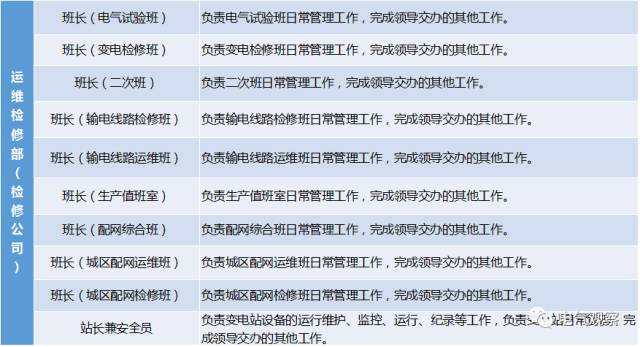 运维检修部（检修公司）
班长（电气试验班） 负责电气试验班日常管理工作，完成领导交办的其他工作。
班长（变电检修班） 负责变电检修班日常管理工作，完成领导交办的其他工作。
班长（二次班） 负责二次班日常管理工作，完成领导交办的其他工作。
班长（输电线路检修班） 负责输电线路检修班日常管理工作，完成领导交办的其他工作。
班长（输电线路运维班） 负责输电线路运维班日常管理工作，完成领导交办的其他工作。
班长（生产值班室） 负责生产值班室日常管理工作，完成领导交办的其他工作。
班长（配网综合班） 负责配网综合班日常管理工作，完成领导交办的其他工作。
班长（城区配网运维班） 负责城区配网运维班日常管理工作，完成领导交办的其他工作。
班长（城区配网检修班） 负责城区配网检修班日常管理工作，完成领导交办的其他工作。
站长兼安全员 负责变电站设备的运行维护、监控、运行、纪录等工作，负责变电站日常管理，完
成领导交办的其他工作。
电气观察